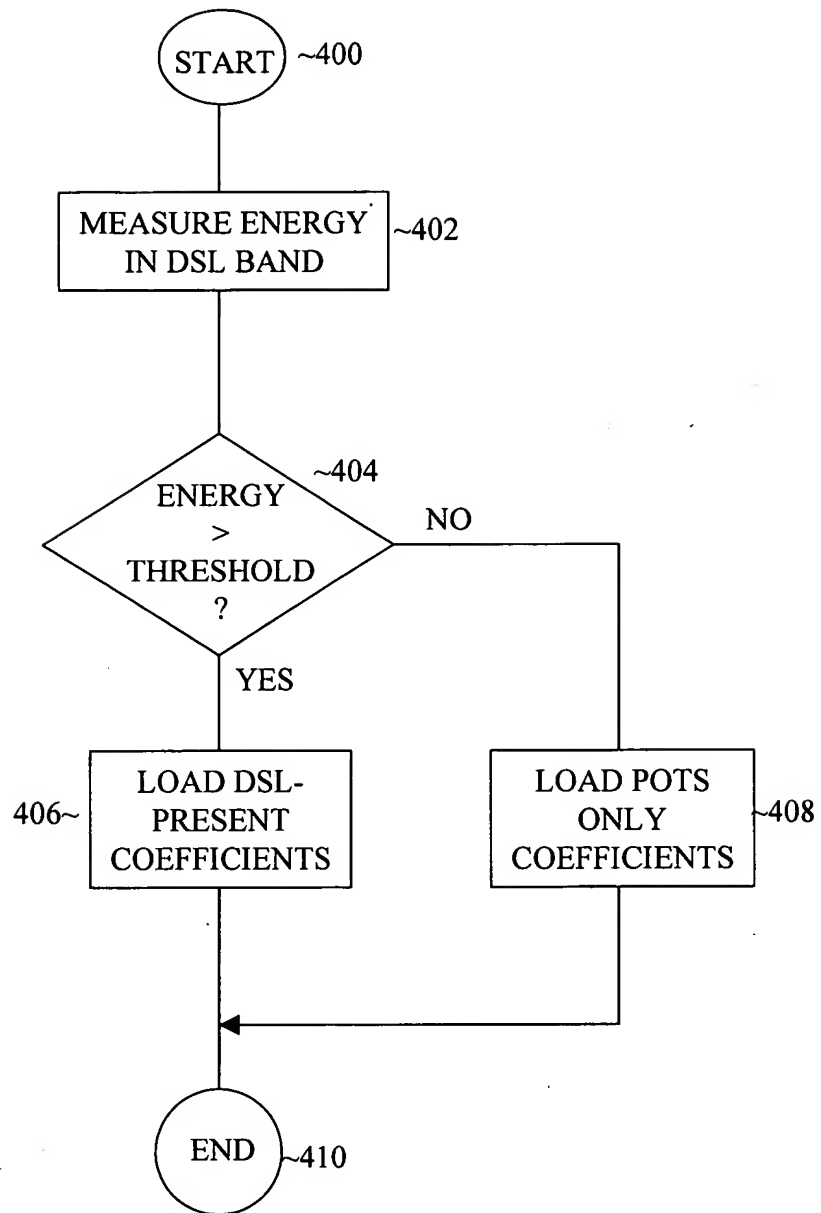 START ~400
MEASURE ENERGY
IN DSL BAND
~402
~404
ENERGY
>
THRESHOLD
?
NO
YES
406~
LOAD DSL-
PRESENT
COEFFICIENTS
LOAD POTS
ONLY
COEFFICIENTS
~408
END ~410